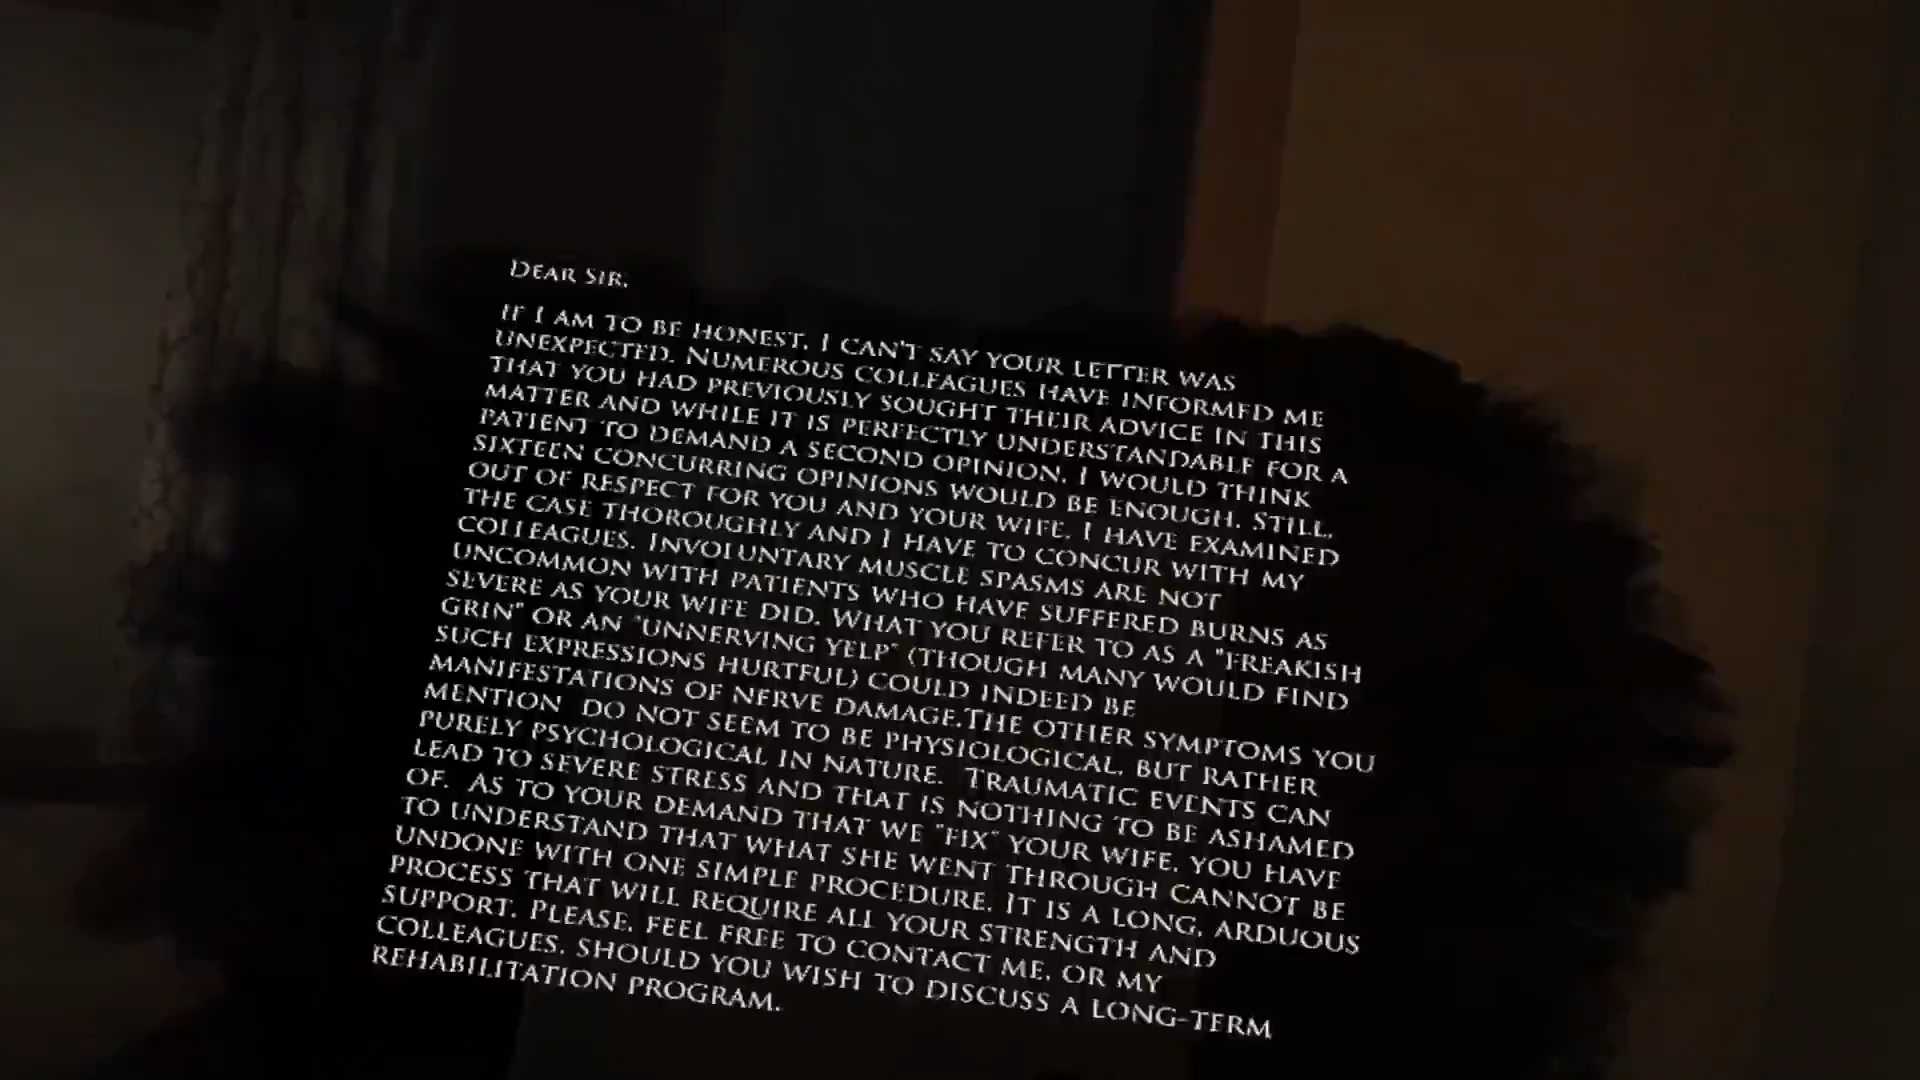 DEAR SIR,
IF I AM TO BE HONEST, I CAN'T SAY YOUR LETTER WAS
UNEXPECTED. NUMEROUS COLLEAGUES HAVE INFORMED ME
THAT YOU HAD PREVIOUSLY SOUGHT THEIR ADVICE IN THIS
MATTER AND WHILE IT IS PERFECTLY UNDERSTANDABLE FOR A
PATIENT TO DEMAND A SECOND OPINION, I WOULD THINK
SIXTEEN CONCURRING OPINIONS WOULD BE ENOUGH. STILL,
OUT OF RESPECT FOR YOU AND YOUR WIFE, I HAVE EXAMINED
THE CASE THOROUGHLY AND I HAVE TO CONCUR WITH MY
COLLEAGUES. INVOLUNTARY MUSCLE SPASMS ARE NOT
UNCOMMON WITH PATIENTS WHO HAVE SUFFERED BURNS AS
SEVERE AS YOUR WIFE DID. WHAT YOU REFER TO AS A "FREAKISH
GRIN" OR AN "UNNERVING YELP" (THOUGH MANY WOULD FIND
SUCH EXPRESSIONS HURTFUL) COULD INDEED BE
MANIFESTATIONS OF NERVE DAMAGE.THE OTHER SYMPTOMS YOU
MENTION DO NOT SEEM TO BE PHYSIOLOGICAL, BUT RATHER
PURELY PSYCHOLOGICAL IN NATURE. TRAUMATIC EVENTS CAN
LEAD TO SEVERE STRESS AND THAT IS NOTHING TO BE ASHAMED
OF. AS TO YOUR DEMAND THAT WE "FIX" YOUR WIFE, YOU HAVE
TO UNDERSTAND THAT WHAT SHE WENT THROUGH CANNOT BE
UNDONE WITH ONE SIMPLE PROCEDURE. IT IS A LONG, ARDUOUS
PROCESS THAT WILL REQUIRE ALL YOUR STRENGTH AND
SUPPORT. PLEASE, FEEL FREE TO CONTACT ME, OR MY
COLLEAGUES, SHOULD YOU WISH TO DISCUSS A LONG-TERM
REHABILITATION PROGRAM.